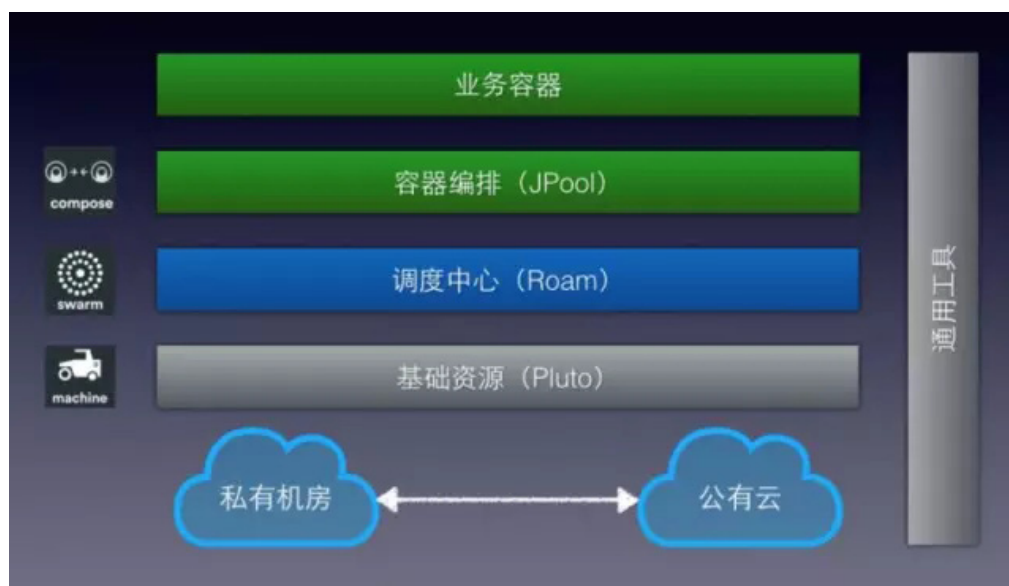 业务容器
compose
容器编排（JPool）
swarm
调度中心（Roam）
machine
基础资源（Pluto）
私有机房
公有云
通用工具